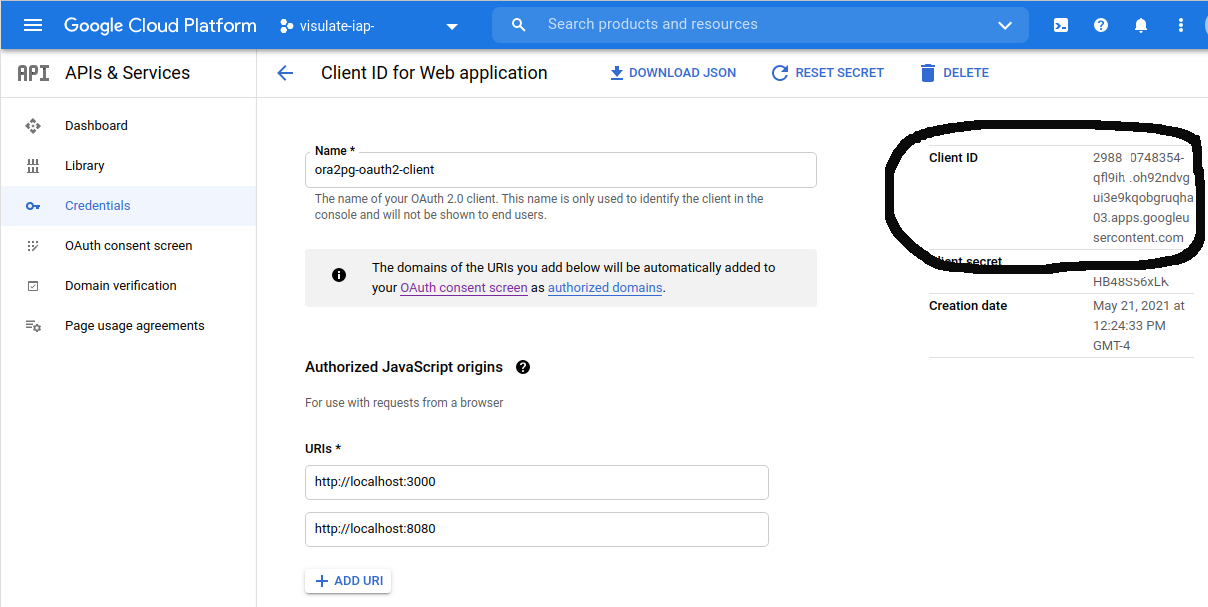 Google Cloud Platform
visulate-iap-
Search products and resources
API APIs & Services
Client ID for Web application
DOWNLOAD JSON
RESET SECRET
DELETE
Dashboard
Library
Credentials
OAuth consent screen
Domain verification
Page usage agreements
Name *
ora2pg-oauth2-client
The name of your OAuth 2.0 client. This name is only used to identify the client in the
console and will not be shown to end users.
The domains of the URIs you add below will be automatically added to
your OAuth consent screen as authorized domains.
Authorized JavaScript origins
For use with requests from a browser
URIs *
http://localhost:3000
http://localhost:8080
ADD URI
Client ID
2988 0748354-
qfl9ih .oh92ndvg
ui3e9kqobgruqha
03.apps.googleu
sercontent.com
Client secret
HB48S56xLK
Creation date
May 21, 2021 at
12:24:33 PM
GMT-4